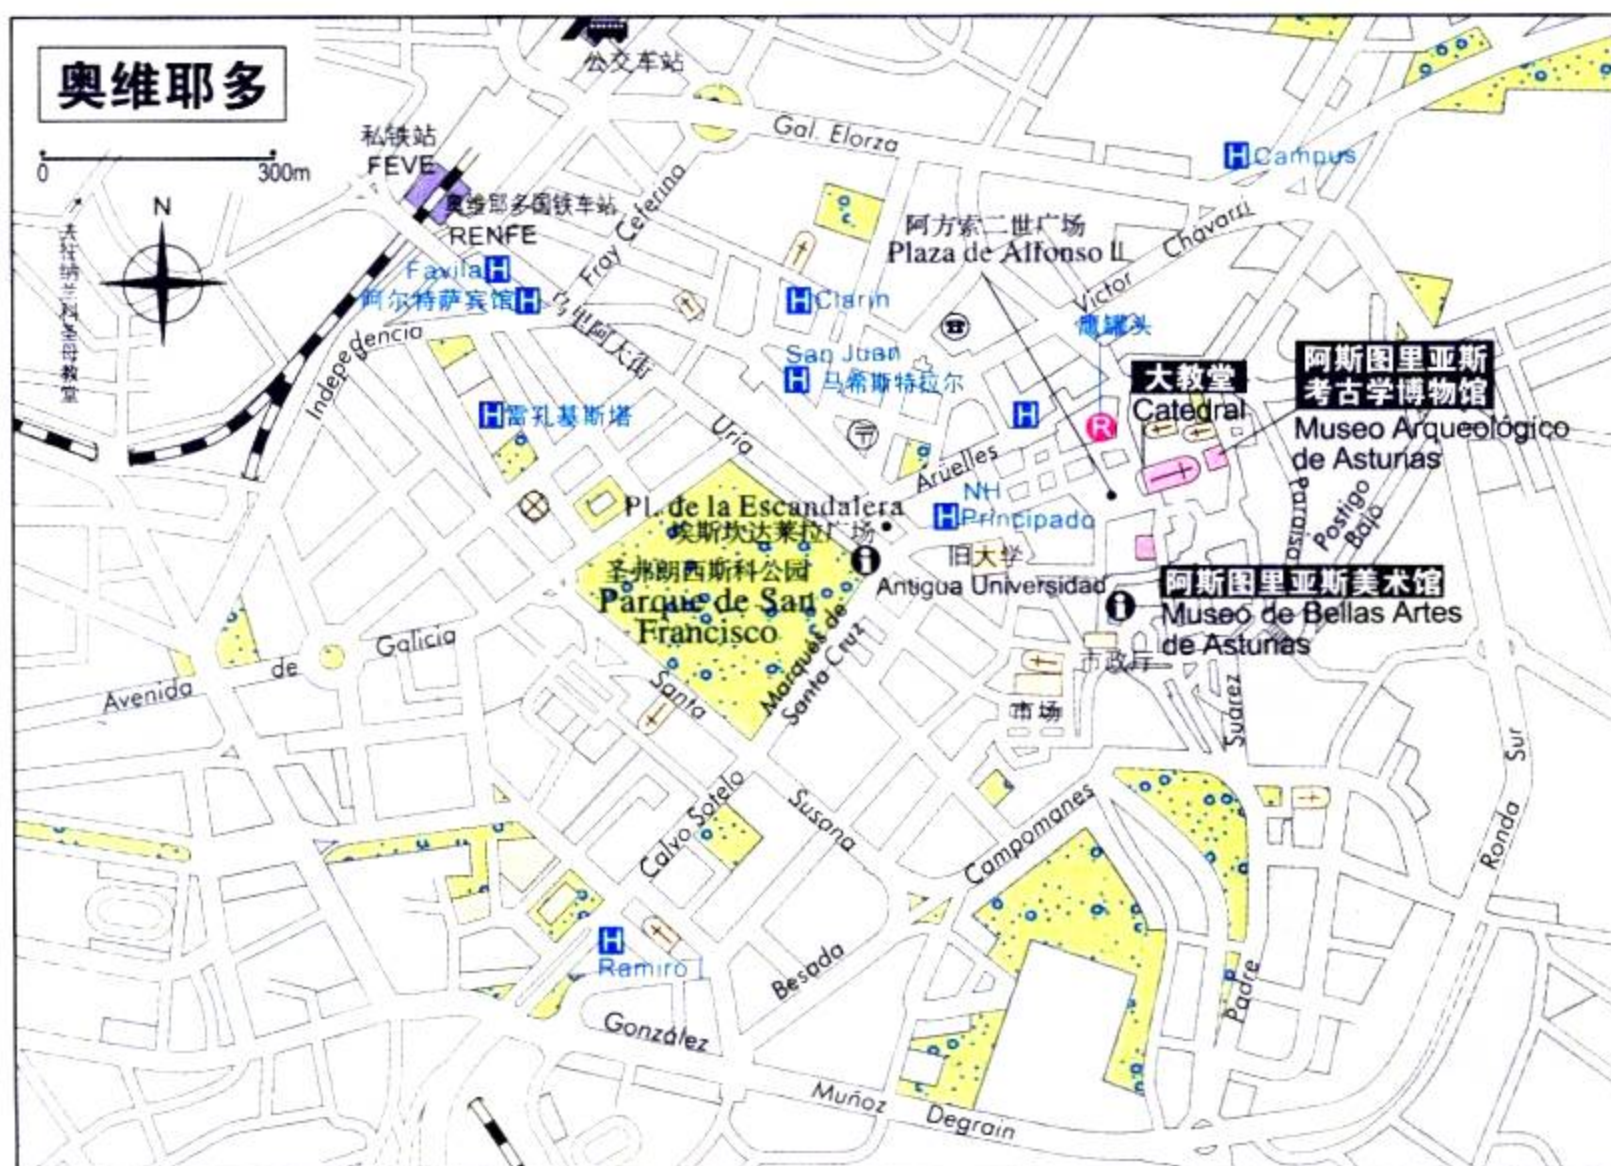 奥维耶多
0 300m
N
公交车站
私铁站
FEVE
奥维耶多国铁车站
RENFE
Favila H
阿尔特萨宾馆 H
Independencia
H 雷孔基斯塔
Fray Ceferino
乌里阿大街
Uría
Gal. Elorza
H Campus
阿方索二世广场
Plaza de Alfonso II
Victor
Chavarri
H Clarin
San Juan
H 马希斯特拉尔
H
R
大教堂
Catedral
阿斯图里亚斯
考古学博物馆
Museo Arqueológico
de Asturias
Argüelles
NH
H Principado
Pl. de la Escandalera
埃斯坎达莱拉广场
圣弗朗西斯科公园
Parque de San
Francisco
旧大学
Antigua Universidad
Paraiso
Postigo
Bajo
阿斯图里亚斯美术馆
Museo de Bellas Artes
de Asturias
市政厅
市场
Marqués de
Santa Cruz
Avenida
de
Galicia
Santa
Susana
Calvo Sotelo
Campomanes
Suarez
Padre
Ronda
Sur
H
Ramiro
Besada
González
Muñoz
Degrain